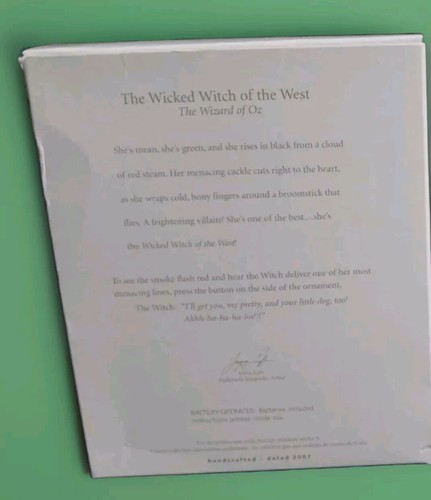 The Wicked Witch of the West
The Wizard of Oz
She's mean, she's green, and she rises in black from a cloud
of red steam. Her menacing cackle cuts right to the heart,
as she wraps cold, bony fingers around a broomstick that
flies. A frightening villain? She's one of the best... she's
the Wicked Witch of the West!
To see the smoke flash red and hear the Witch deliver one of her most
menacing lines, press the button on the side of the ornament.
The Witch: "I'll get you, my pretty, and your little dog, too!
Ahhh-ha-ha-ha-ha!!!"
BATTERY-OPERATED. Batteries included.
handcrafted - dated 2007